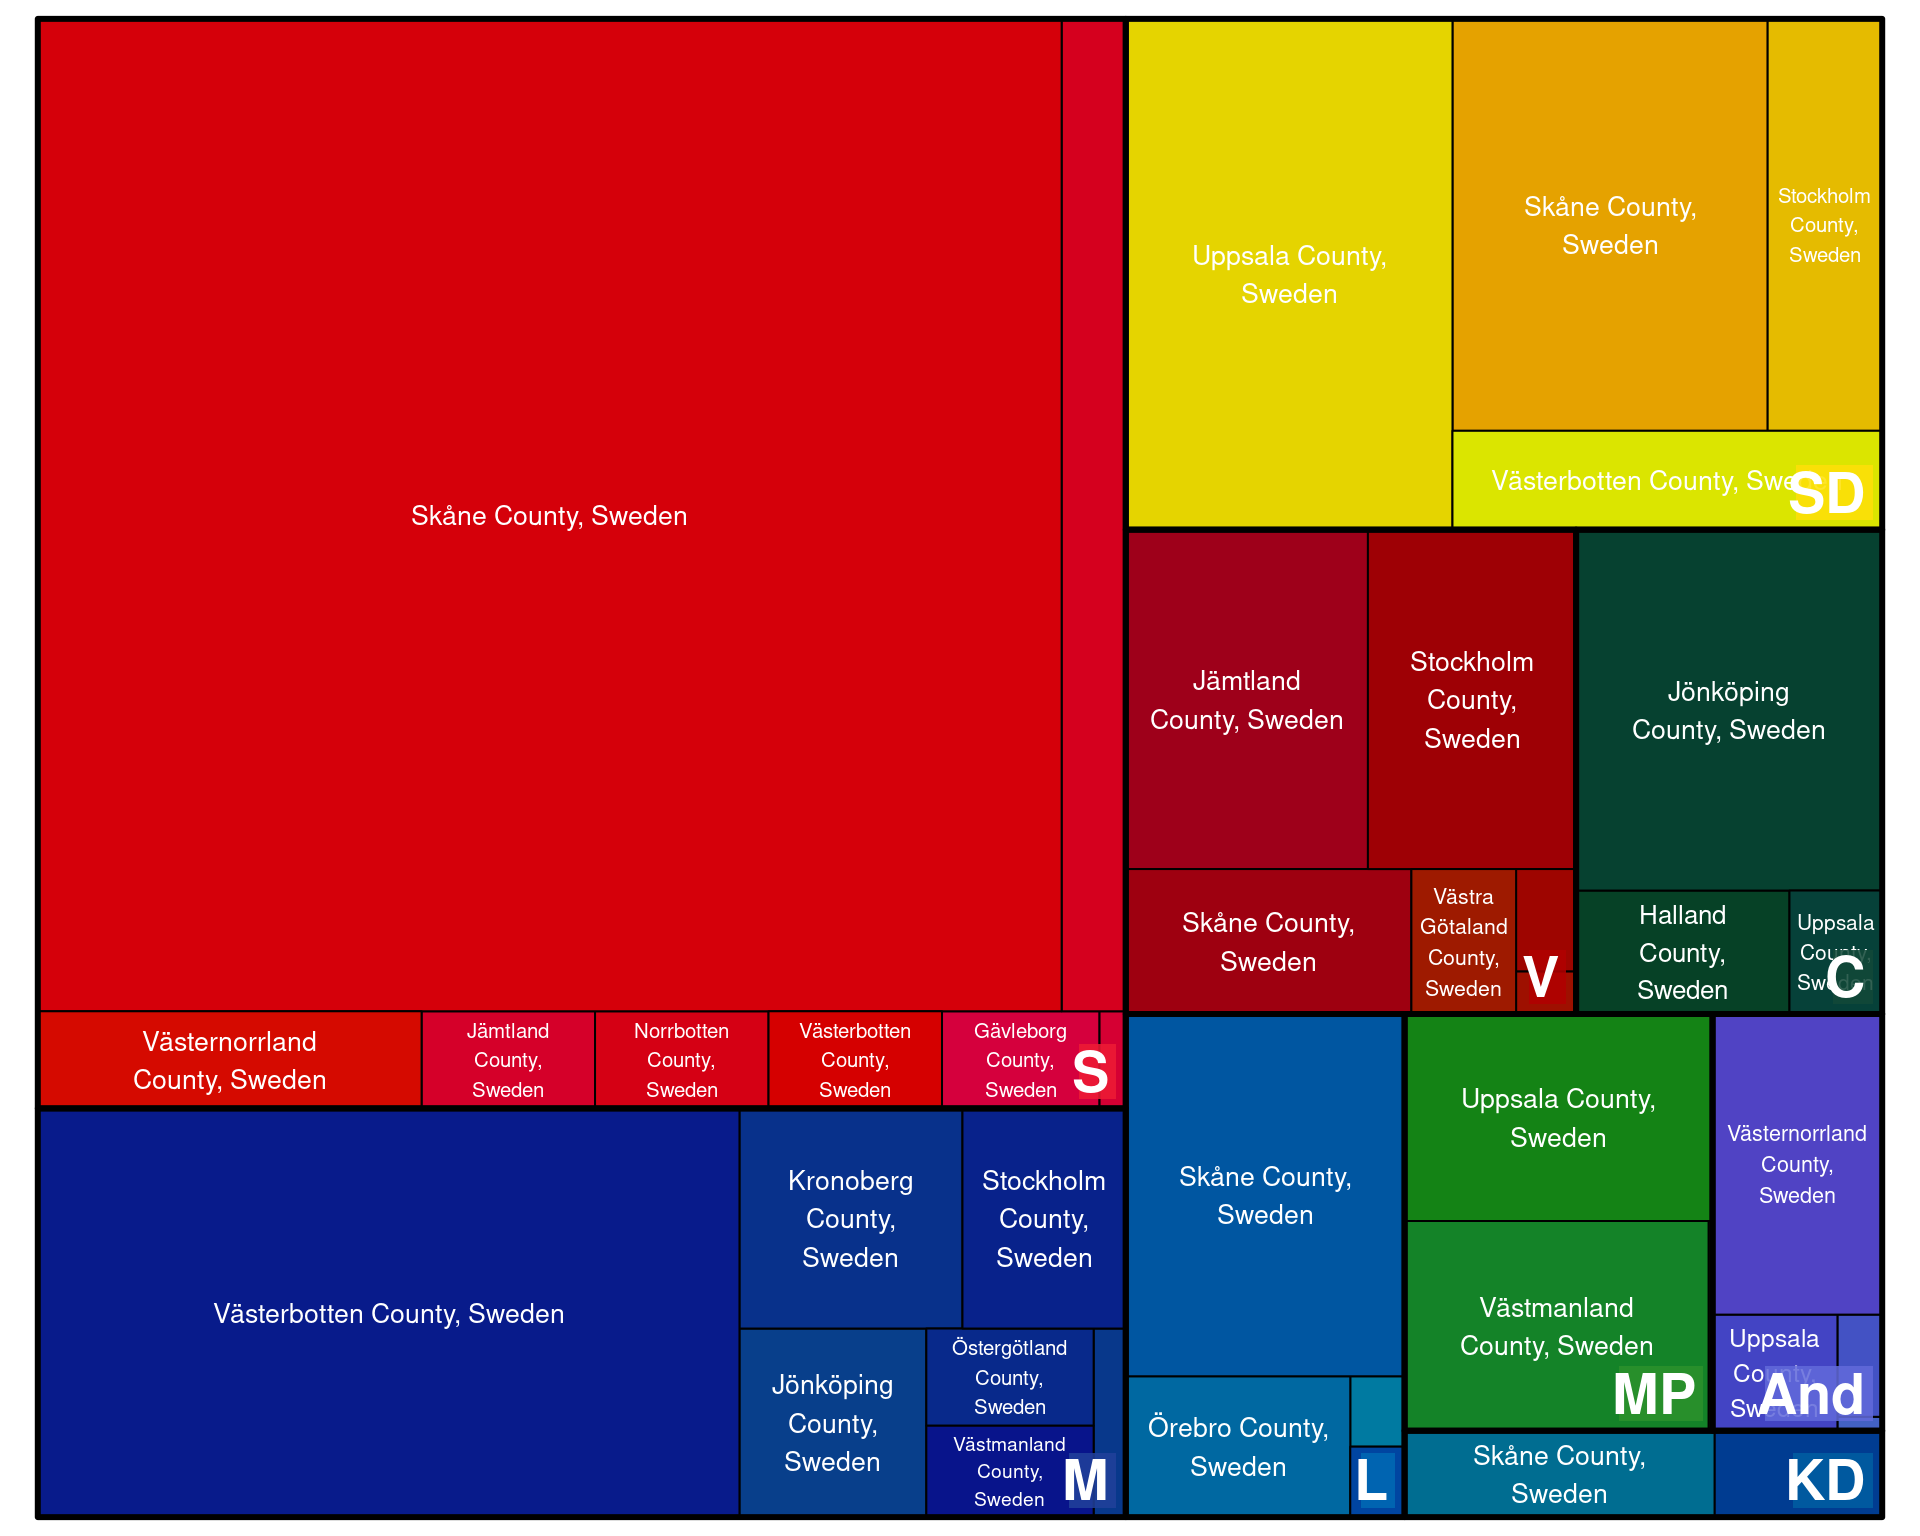 Skåne County, Sweden
Västernorrland
County, Sweden
Jämtland
County,
Sweden
Norrbotten
County,
Sweden
Västerbotten
County,
Sweden
Gävleborg
County,
Sweden
S
Västerbotten County, Sweden
Kronoberg
County,
Sweden
Stockholm
County,
Sweden
Jönköping
County,
Sweden
Östergötland
County,
Sweden
Västmanland
County,
Sweden
M
Uppsala County,
Sweden
Skåne County,
Sweden
Stockholm
County,
Sweden
Västerbotten County, Swe
SD
Jämtland
County, Sweden
Stockholm
County,
Sweden
Skåne County,
Sweden
Västra
Götaland
County,
Sweden
V
Jönköping
County, Sweden
Halland
County,
Sweden
Uppsala
County,
Sweden
C
Skåne County,
Sweden
Örebro County,
Sweden
L
Uppsala County,
Sweden
Västmanland
County, Sweden
MP
Västernorrland
County,
Sweden
Uppsala
County,
Sweden
And
Skåne County,
Sweden
KD